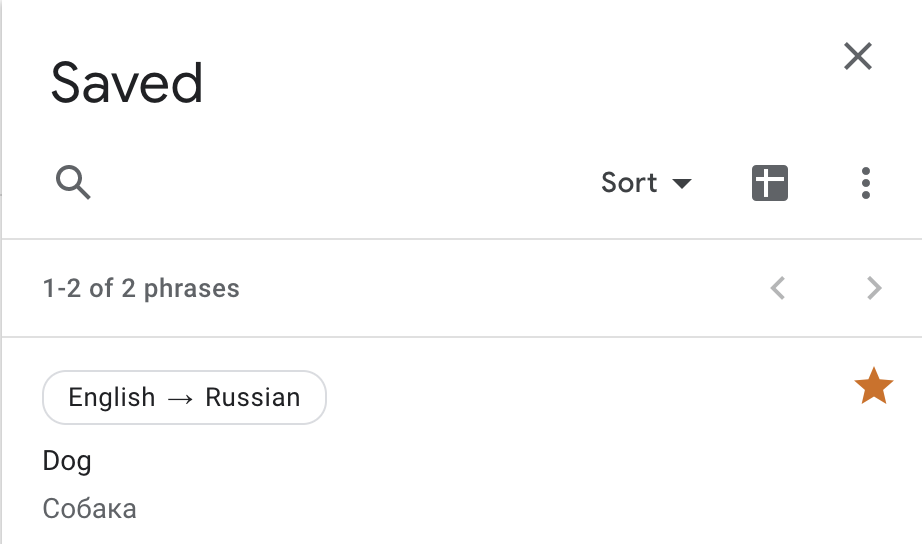 Saved
Sort
1-2 of 2 phrases
English → Russian
Dog
Собака